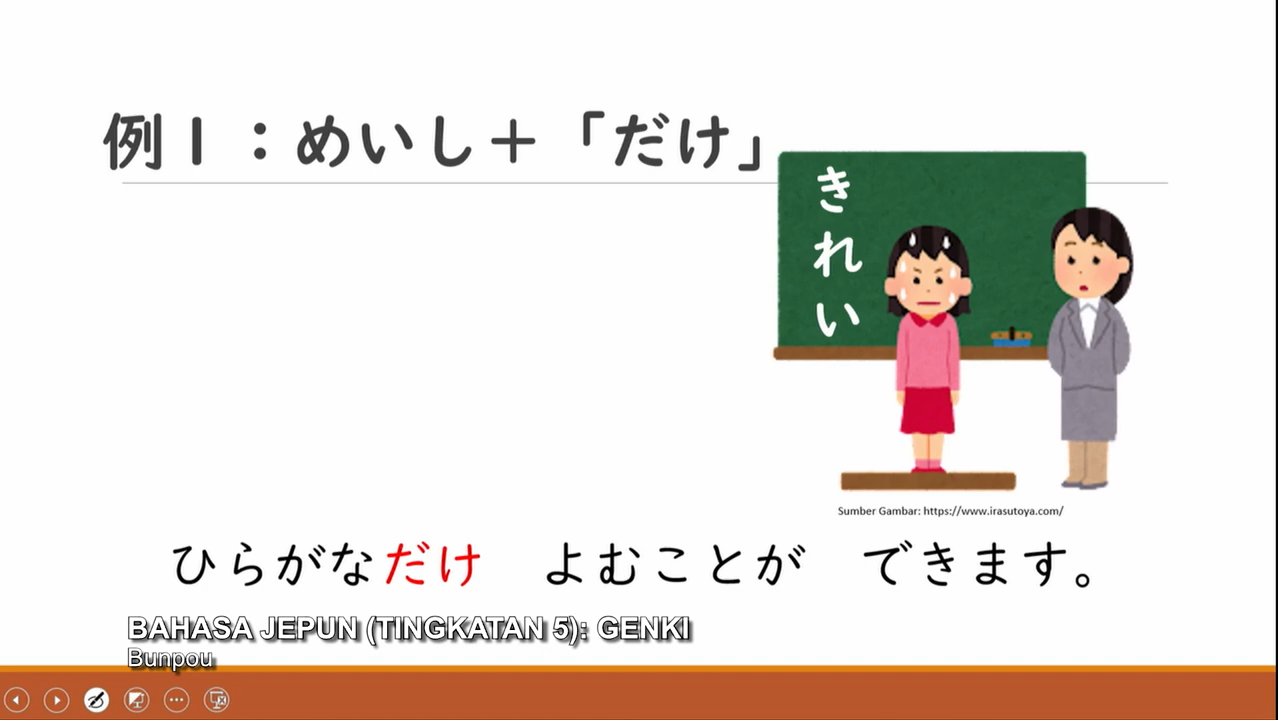 例1：めいし＋「だけ」
きれい
Sumber Gambar: https://www.irasutoya.com/
ひらがなだけ　よむことが　できます。
BAHASA JEPUN (TINGKATAN 5): GENKI
Bunpou